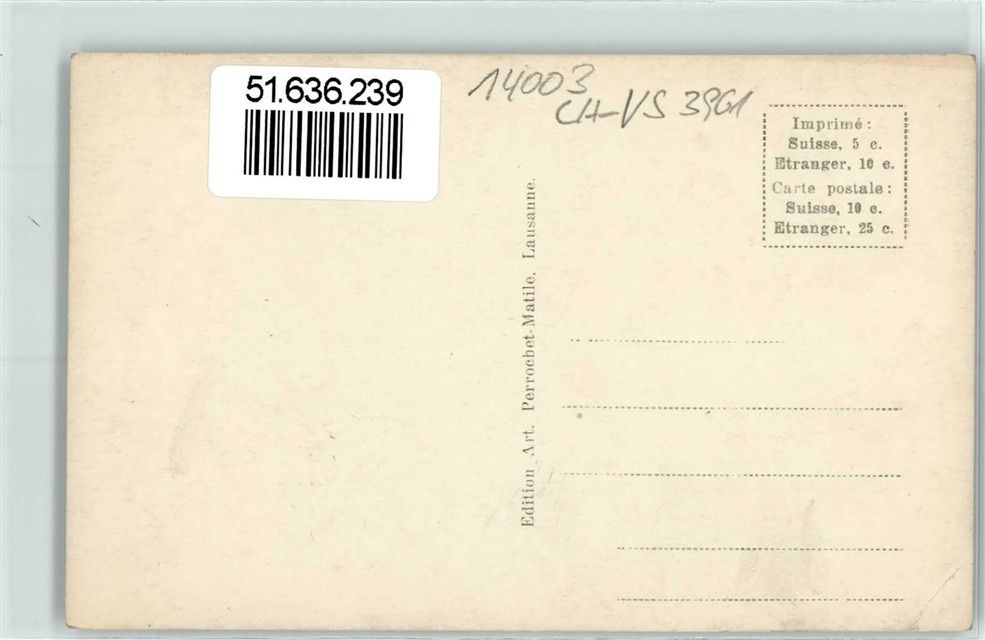 51.636.239
14003
CH-VS 3961
Imprimé:
Suisse, 5 c.
Etranger, 10 c.
Carte postale:
Suisse, 10 c.
Etranger, 25 c.
Edition Art. Perrochet-Matile, Lausanne.